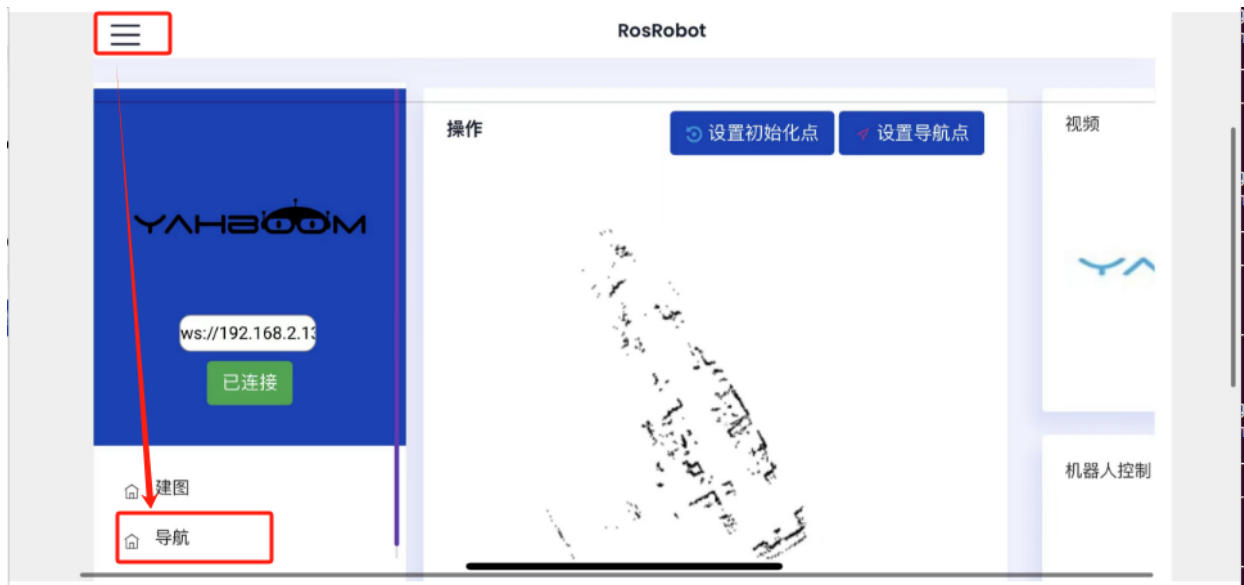 RosRobot
YAHBOOM
ws://192.168.2.13
已连接
建图
导航
操作
设置初始化点
设置导航点
视频
机器人控制